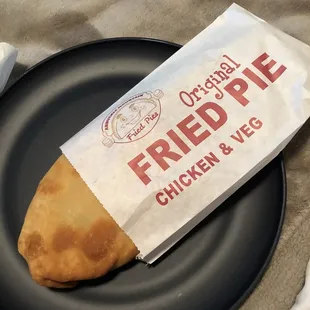 Fried Pies
Original
FRIED PIE
CHICKEN & VEG